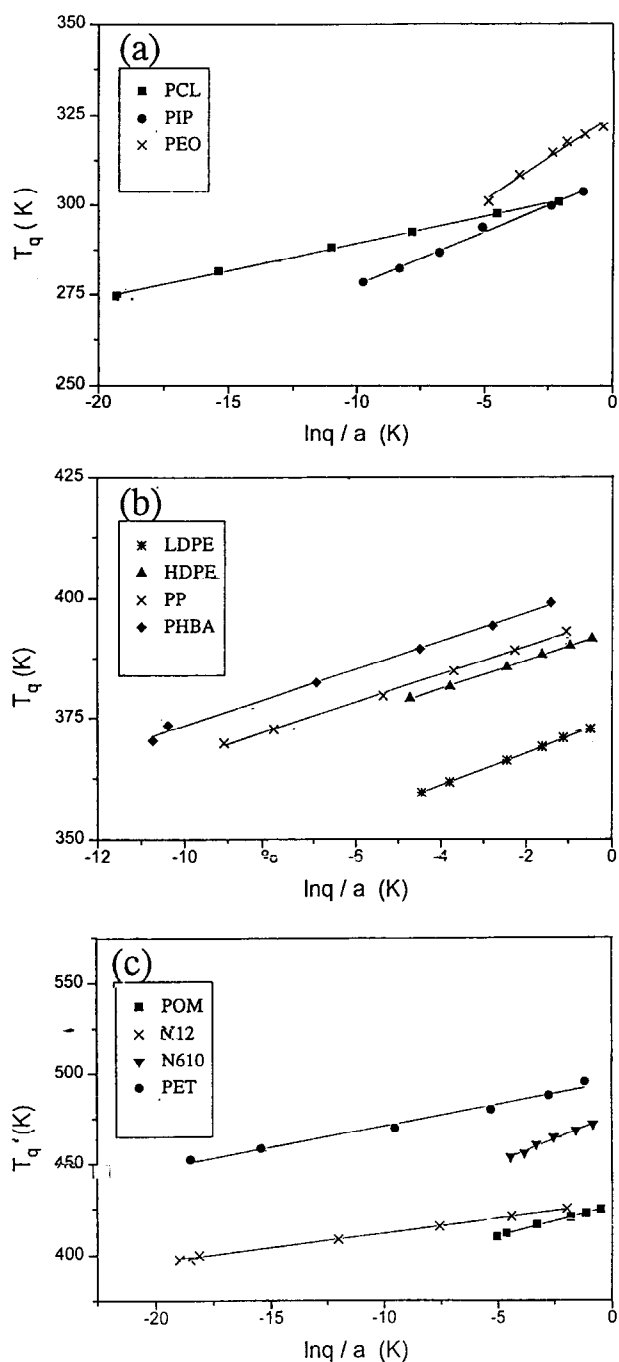 (a)
PCL
PIP
PEO
350
325
300
275
250
T_q (K)
-20
-15
-10
-5
0
lnq / a (K)
(b)
LDPE
HDPE
PP
PHBA
425
400
375
350
T_q (K)
-12
-10
-5
-4
-2
0
lnq / a (K)
(c)
POM
N12
N610
PET
550
500
450
400
T_q (K)
-20
-15
-10
-5
0
lnq / a (K)